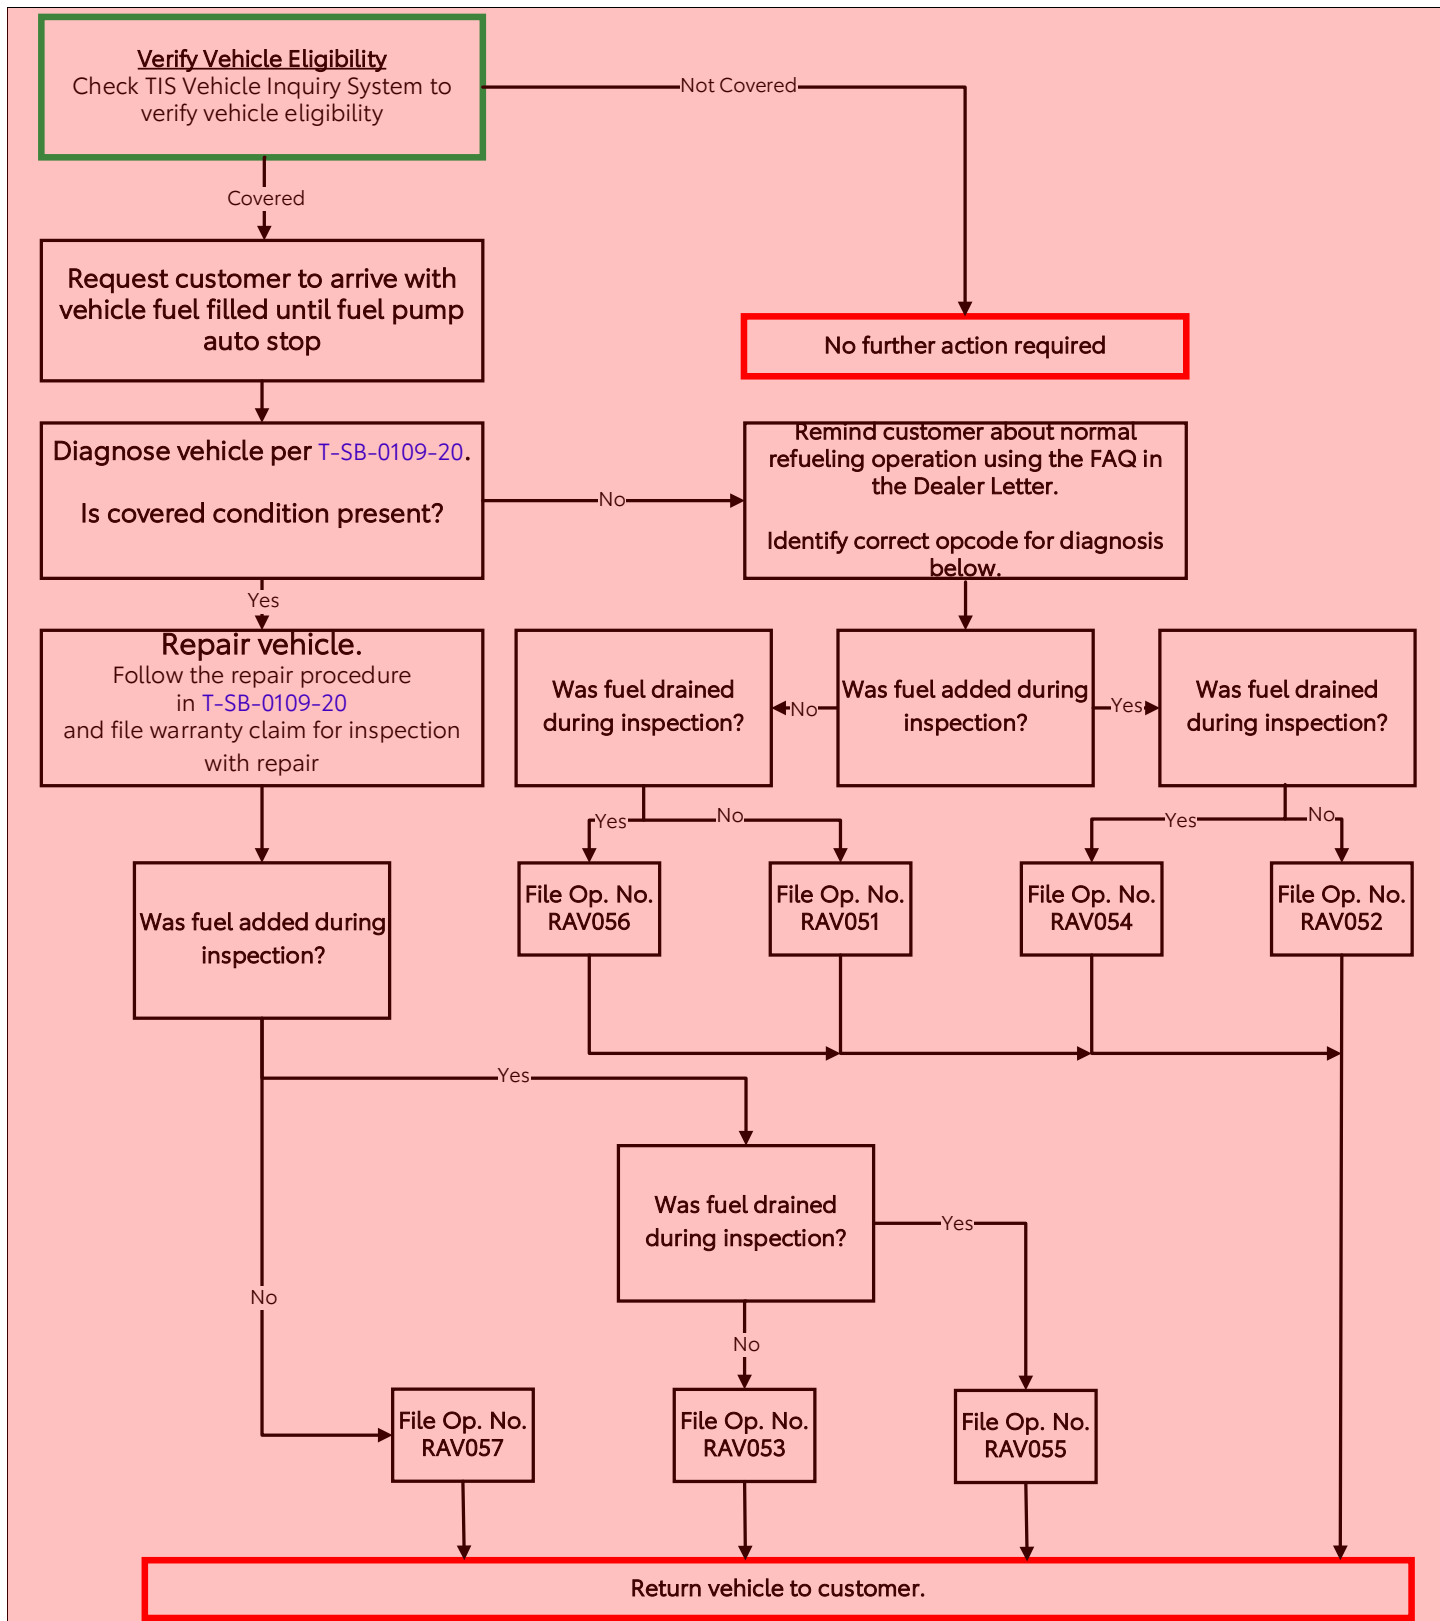 Verify Vehicle Eligibility
Check TIS Vehicle Inquiry System to
verify vehicle eligibility
Not Covered
Covered
Request customer to arrive with
vehicle fuel filled until fuel pump
auto stop
No further action required
Diagnose vehicle per T-SB-0109-20.
Is covered condition present?
No
Remind customer about normal
refueling operation using the FAQ in
the Dealer Letter.
Identify correct opcode for diagnosis
below.
Yes
Repair vehicle.
Follow the repair procedure
in T-SB-0109-20
and file warranty claim for inspection
with repair
Was fuel drained
during inspection?
No
Was fuel added during
inspection?
Yes
Was fuel drained
during inspection?
Yes
No
Yes
No
File Op. No.
RAV056
File Op. No.
RAV051
File Op. No.
RAV054
File Op. No.
RAV052
Was fuel added during
inspection?
Yes
Was fuel drained
during inspection?
Yes
No
No
File Op. No.
RAV057
File Op. No.
RAV053
File Op. No.
RAV055
Return vehicle to customer.